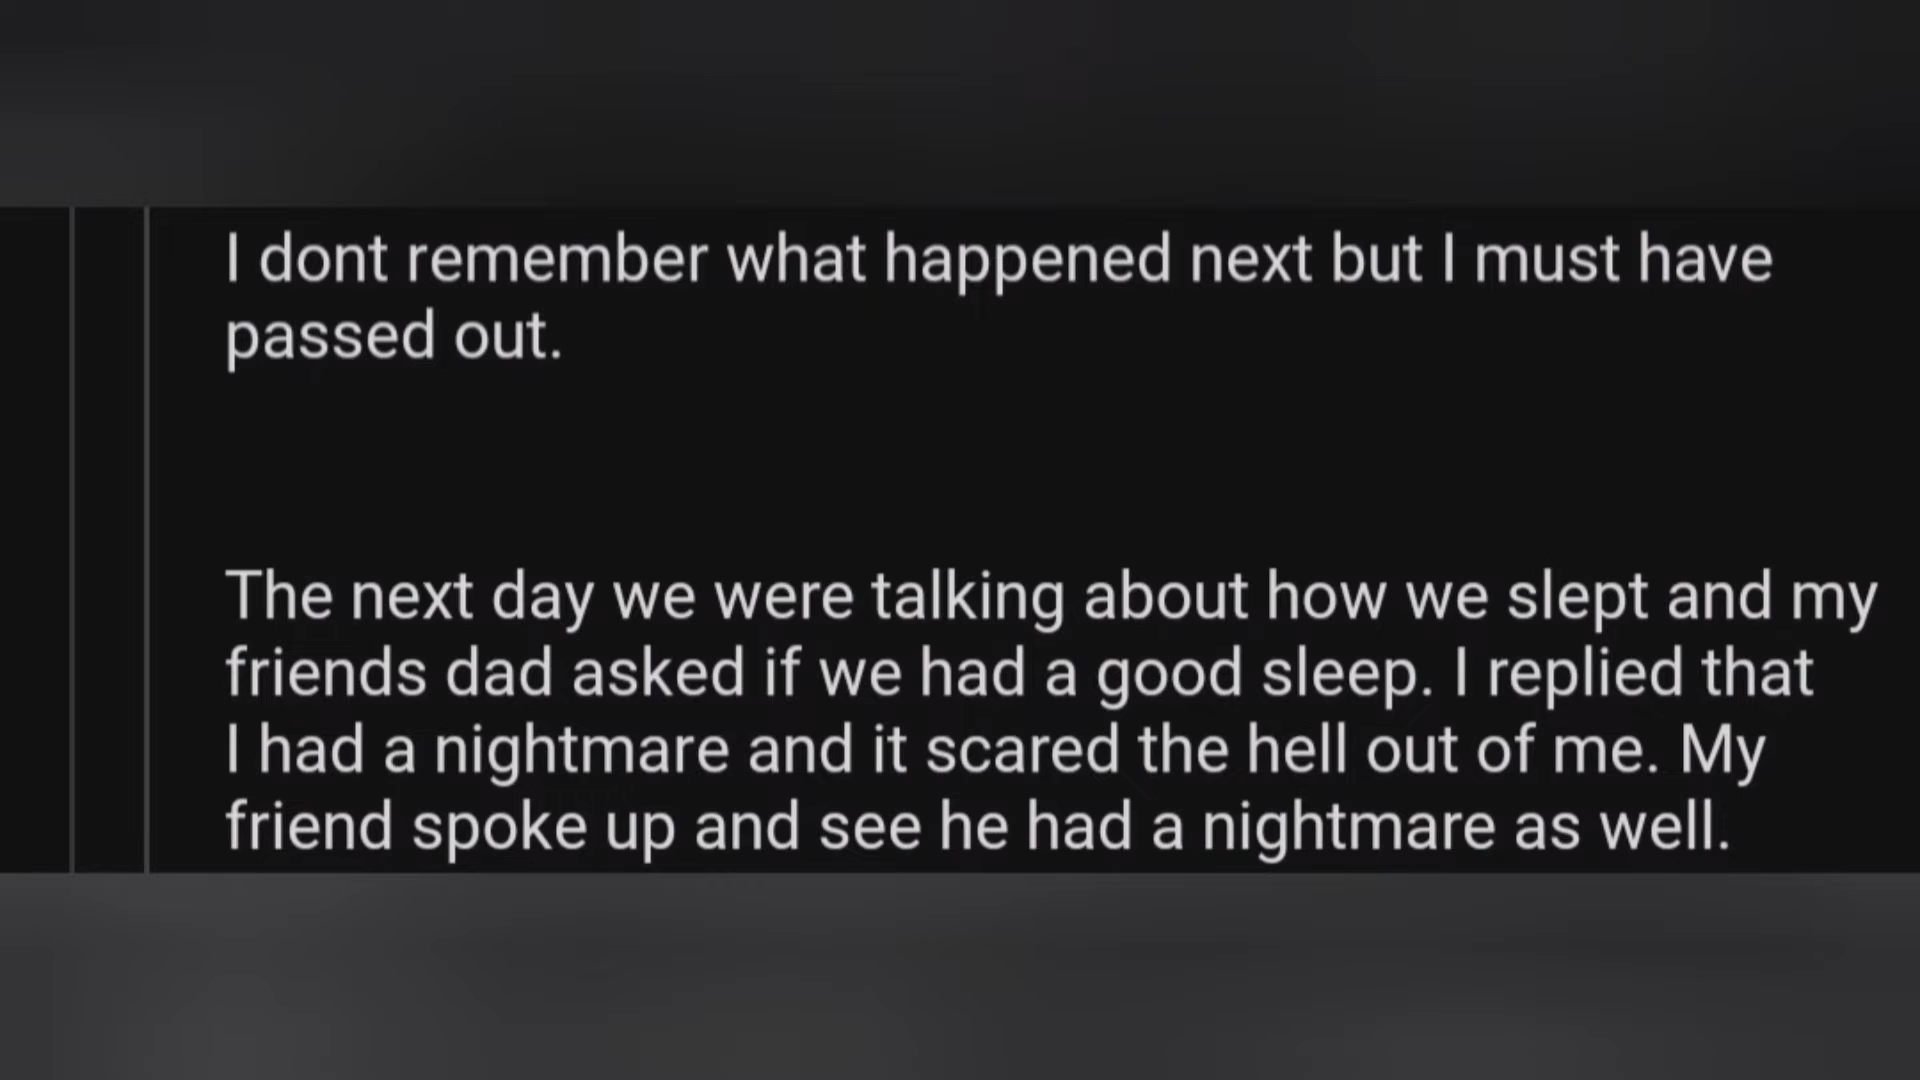 I dont remember what happened next but I must have
passed out.
The next day we were talking about how we slept and my
friends dad asked if we had a good sleep. I replied that
I had a nightmare and it scared the hell out of me. My
friend spoke up and see he had a nightmare as well.